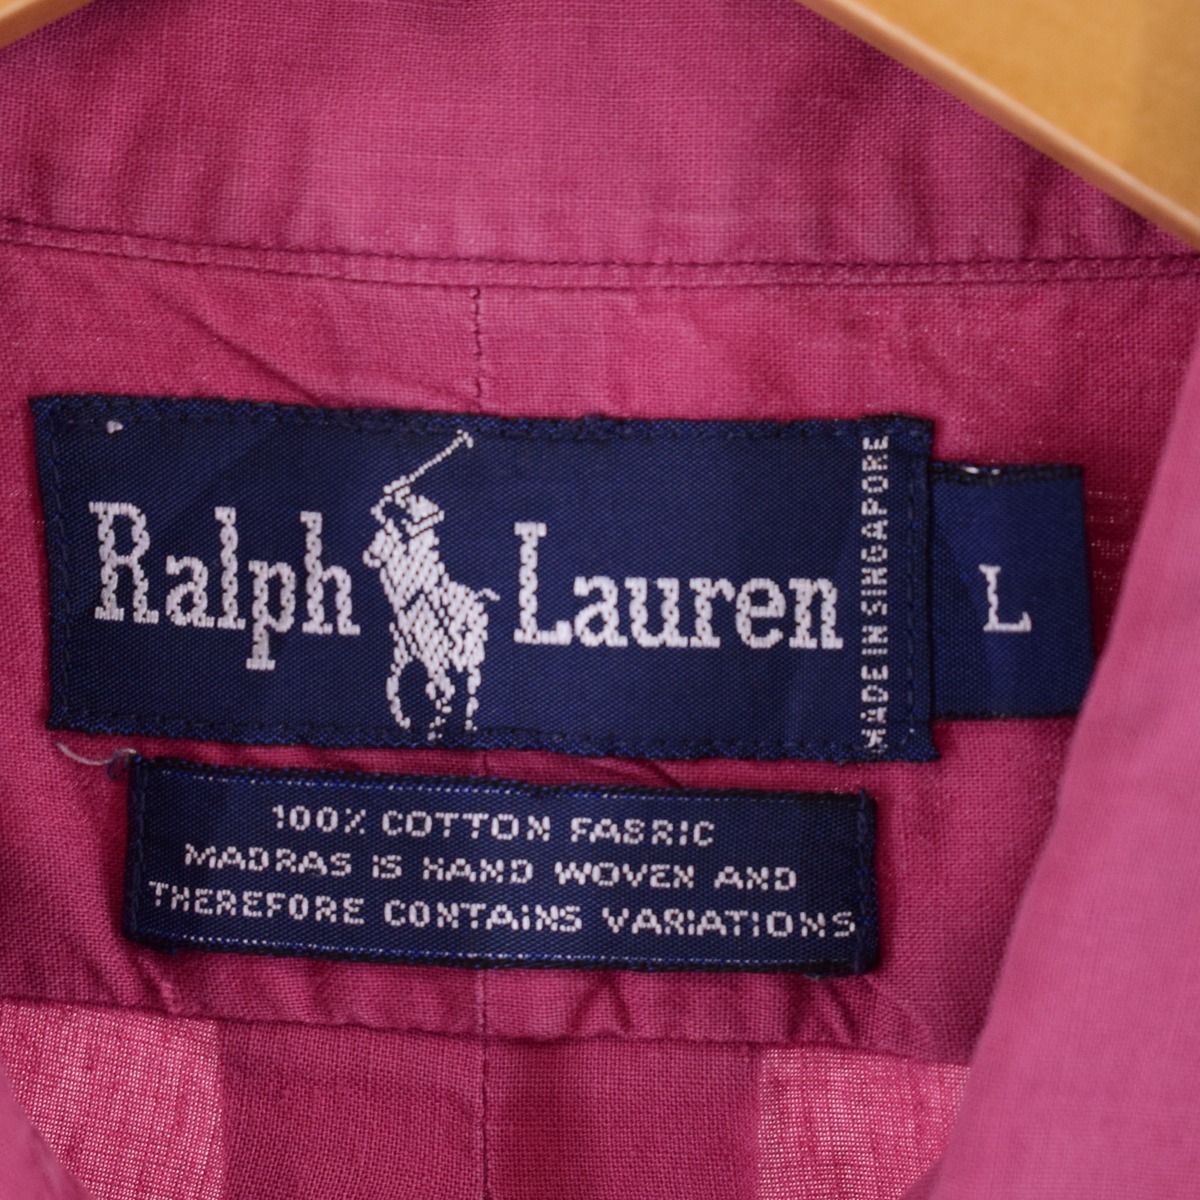 Ralph Lauren
MADE IN SINGAPORE
L
100% COTTON FABRIC
MADRAS IS HAND WOVEN AND
THEREFORE CONTAINS VARIATIONS